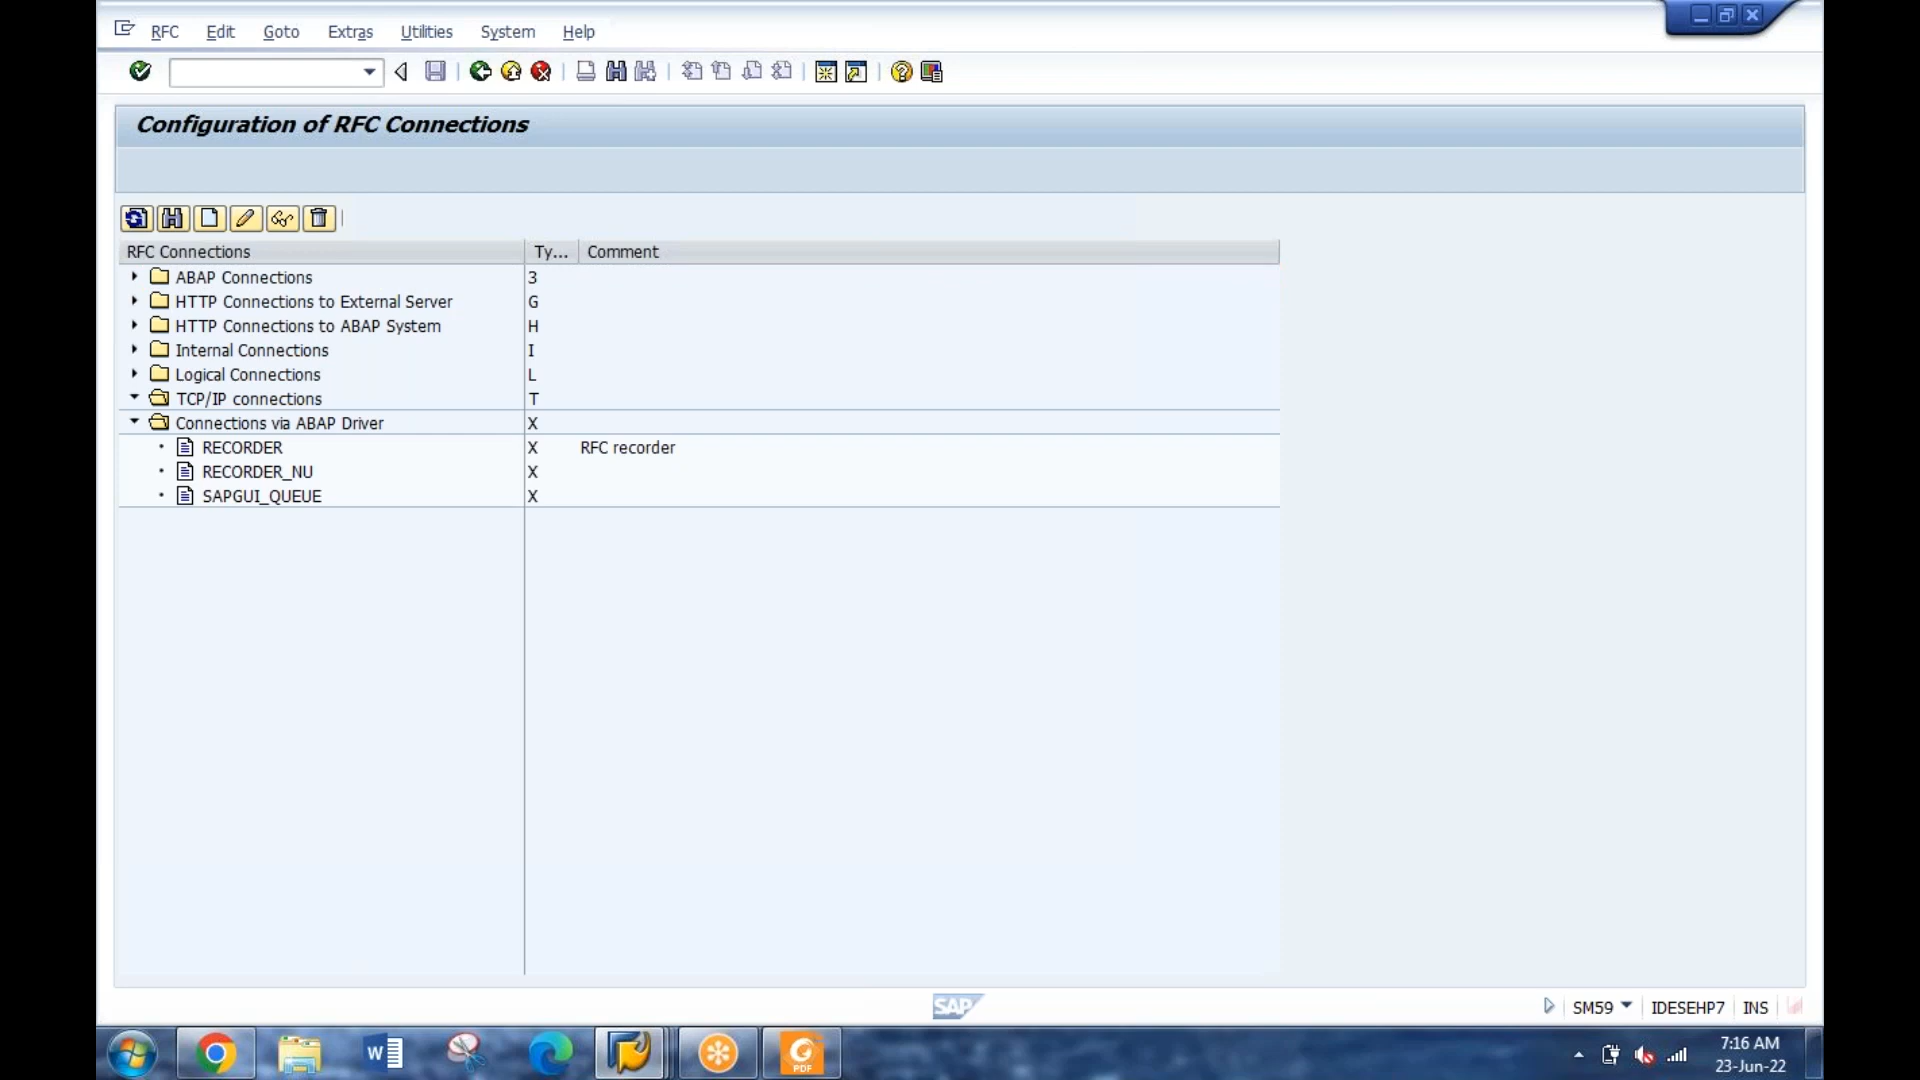 RFC Edit Goto Extras Utilities System Help
Configuration of RFC Connections
RFC Connections Ty... Comment
ABAP Connections 3
HTTP Connections to External Server G
HTTP Connections to ABAP System H
Internal Connections I
Logical Connections L
TCP/IP connections T
Connections via ABAP Driver X
RECORDER X RFC recorder
RECORDER_NU X
SAPGUI_QUEUE X
SAP
SM59 IDESEHP7 INS
W
PDF
7:16 AM
23-Jun-22